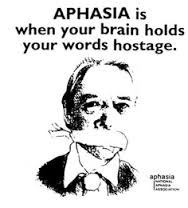 APHASIA is
when your brain holds
your words hostage.
aphasia
NATIONAL
APHASIA
ASSOCIATION